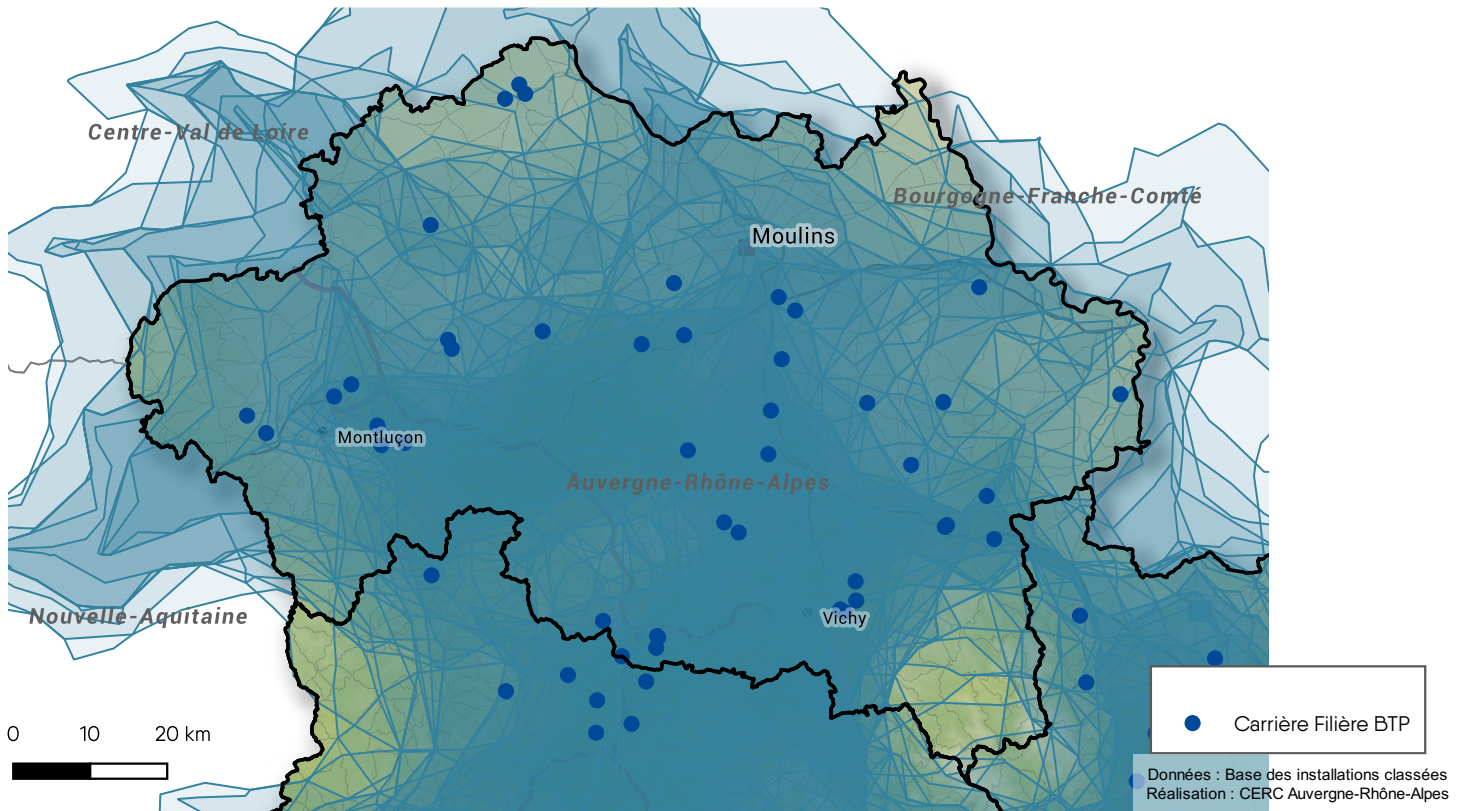 Centre-Val de Loire
Bourgogne-Franche-Comté
Moulins
Montluçon
Auvergne-Rhône-Alpes
Nouvelle-Aquitaine
Vichy
0 10 20 km
Carrière Filière BTP
Données : Base des installations classées
Réalisation : CERC Auvergne-Rhône-Alpes